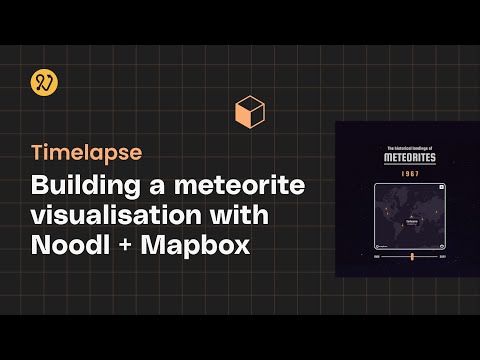 Timelapse
Building a meteorite
visualisation with
Noodl + Mapbox
The historical landings of
METEORITES
1967